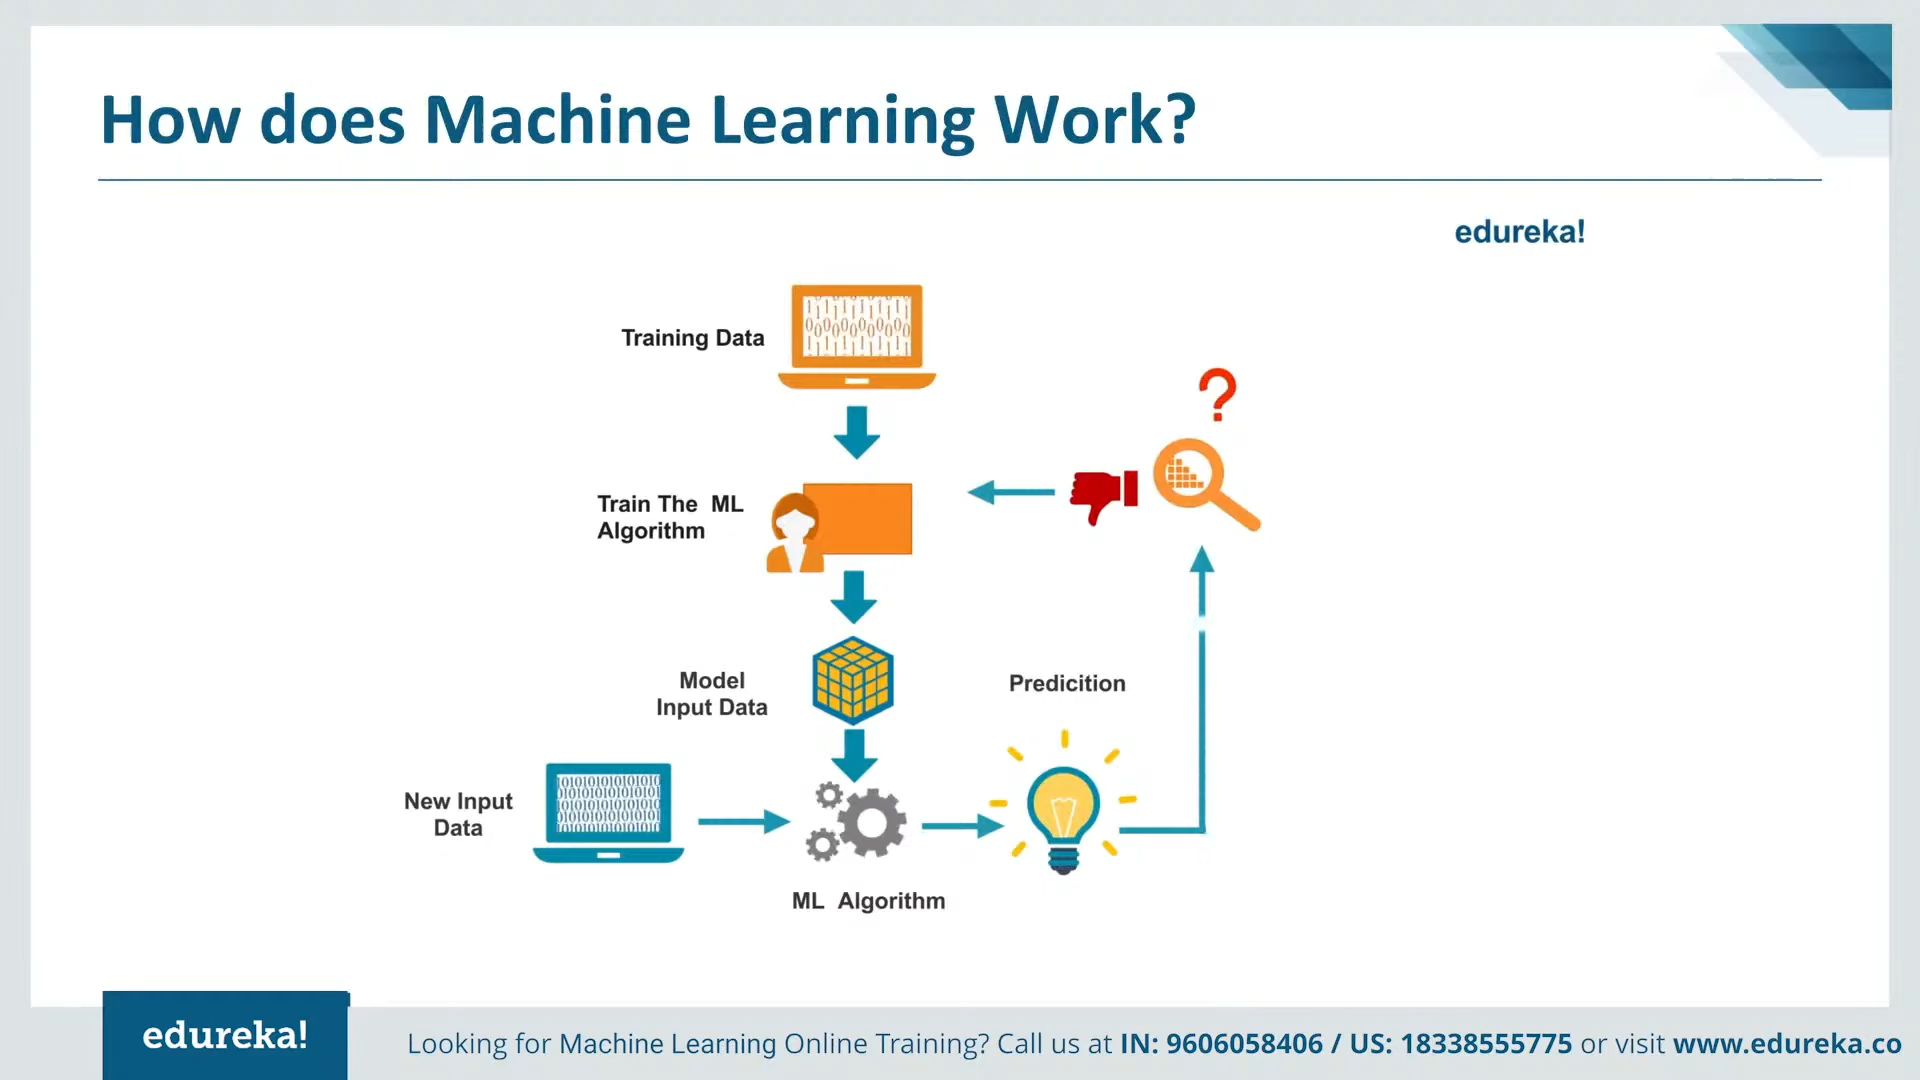 How does Machine Learning Work?
edureka!
Training Data
?
Train The ML
Algorithm
Model
Input Data
Predicition
New Input
Data
ML Algorithm
edureka!
Looking for Machine Learning Online Training? Call us at IN: 9606058406 / US: 18338555775 or visit www.edureka.co